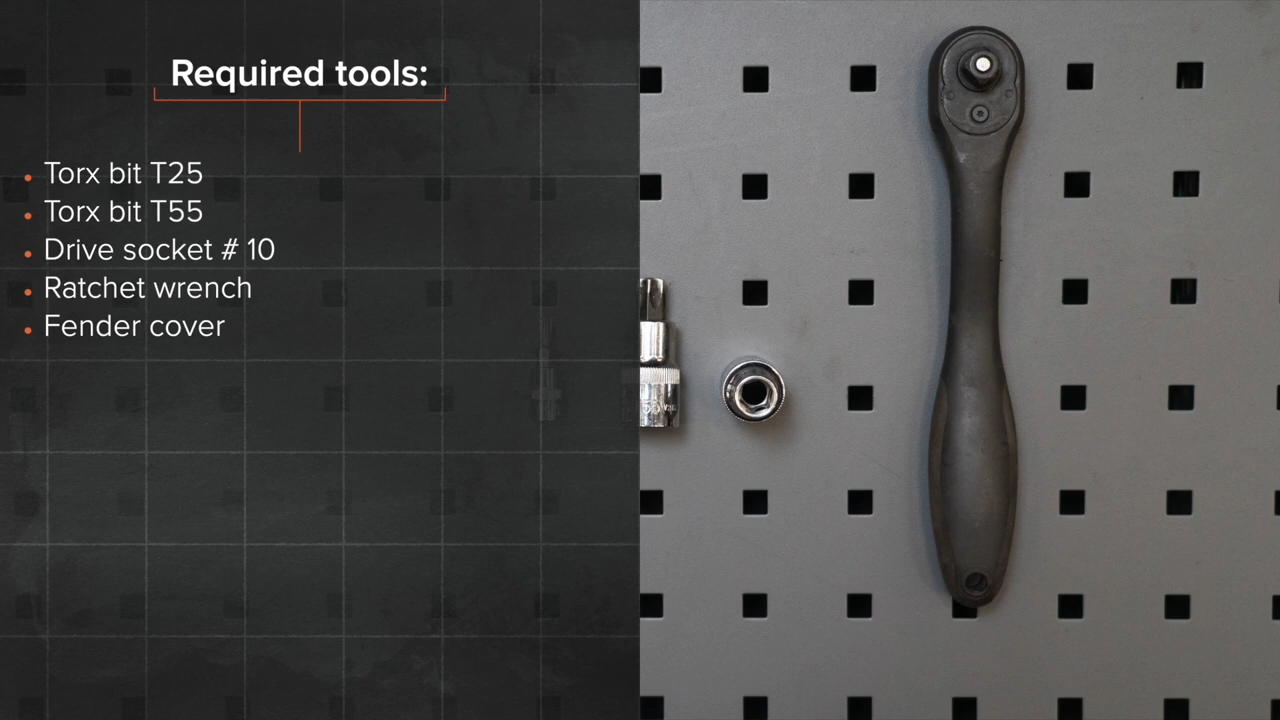 Required tools:
Torx bit T25
Torx bit T55
Drive socket # 10
Ratchet wrench
Fender cover